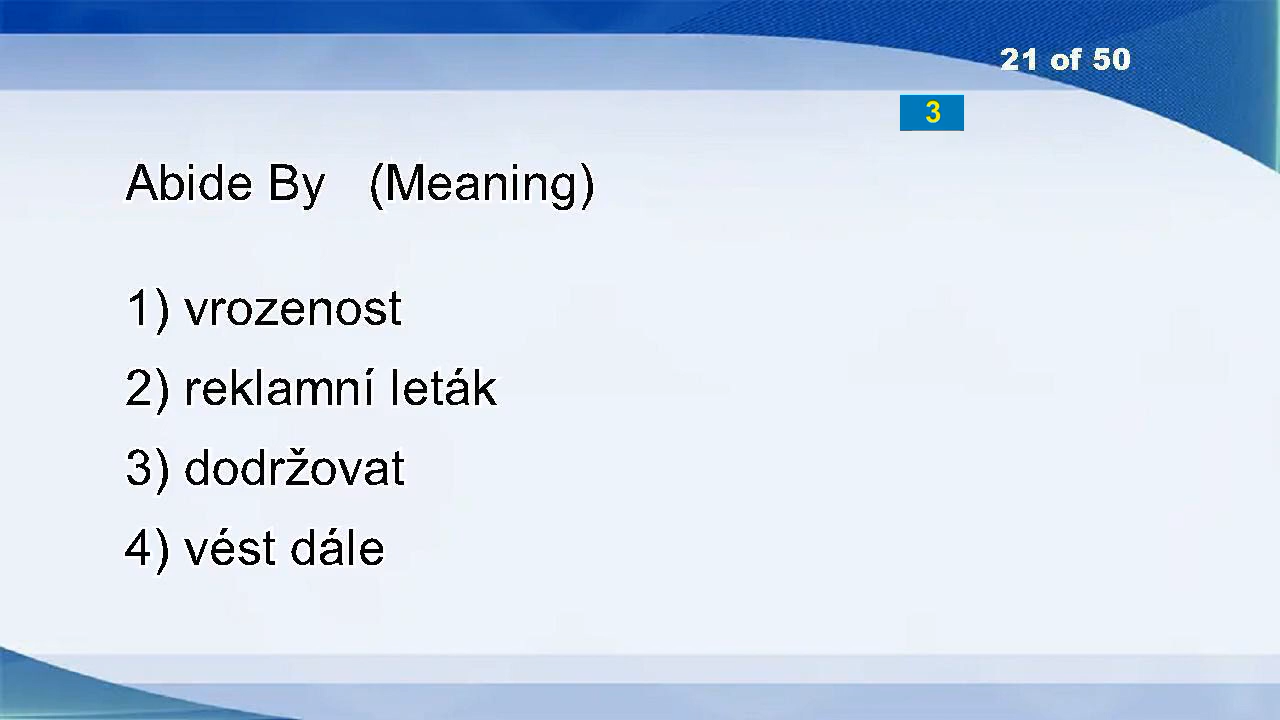 21 of 50
3
Abide By (Meaning)
1) vrozenost
2) reklamní leták
3) dodržovat
4) vést dále